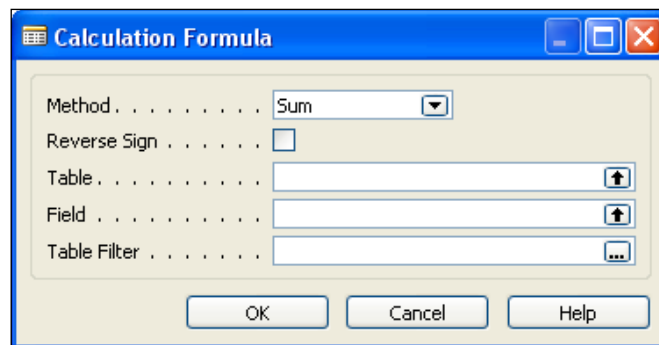 Calculation Formula
Method. . . . . . . . . Sum
Reverse Sign . . . . . .
Table. . . . . . . . . .
Field . . . . . . . . . .
Table Filter . . . . . . . ...
OK Cancel Help